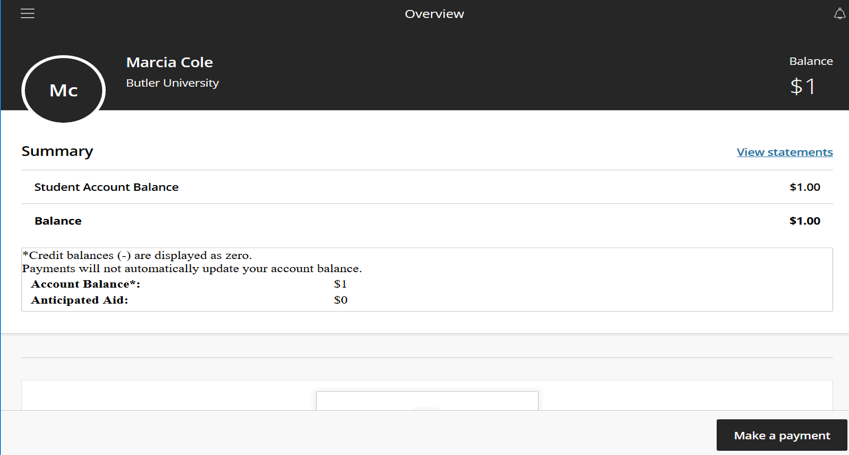 Overview
Marcia Cole
Balance
Mc
Butler University
$1
Summary
View statements
Student Account Balance $1.00
Balance $1.00
*Credit balances (-) are displayed as zero.
Payments will not automatically update your account balance.
Account Balance*: $1
Anticipated Aid: $0
Make a payment